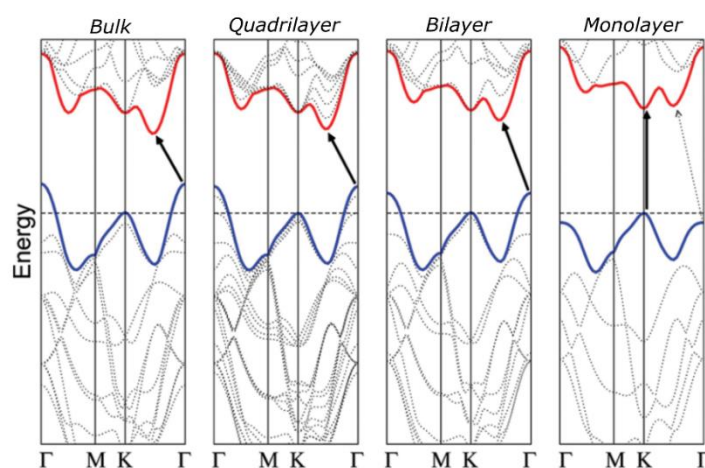 Bulk Quadrilayer Bilayer Monolayer
Energy
Γ M K Γ Γ M K Γ Γ M K Γ Γ M K Γ